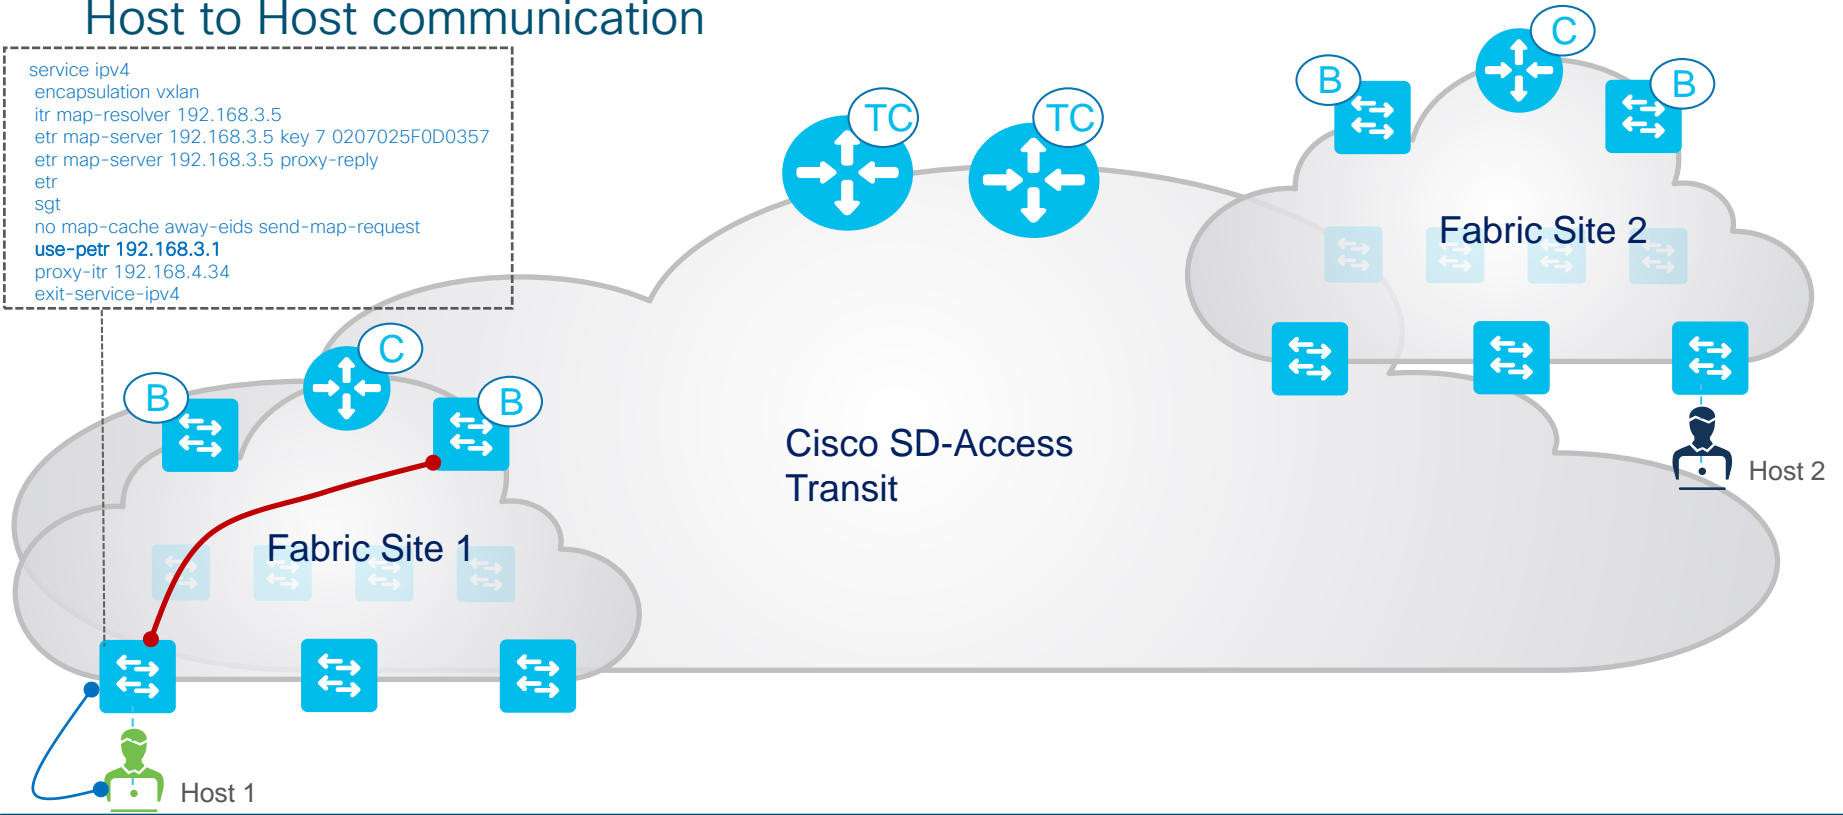 Host to Host communication
service ipv4
encapsulation vxlan
itr map-resolver 192.168.3.5
etr map-server 192.168.3.5 key 7 0207025F0D0357
etr map-server 192.168.3.5 proxy-reply
etr
sgt
no map-cache away-eids send-map-request
use-petr 192.168.3.1
proxy-itr 192.168.4.34
exit-service-ipv4
TC
TC
B
C
B
Fabric Site 2
C
B
B
Cisco SD-Access
Transit
Host 2
Fabric Site 1
Host 1